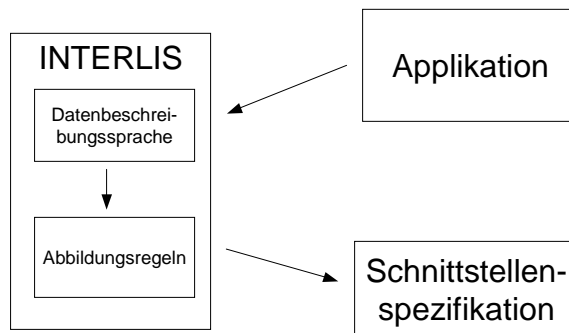 INTERLIS
Datenbeschrei-
bungssprache
Abbildungsregeln
Applikation
Schnittstellen-
spezifikation